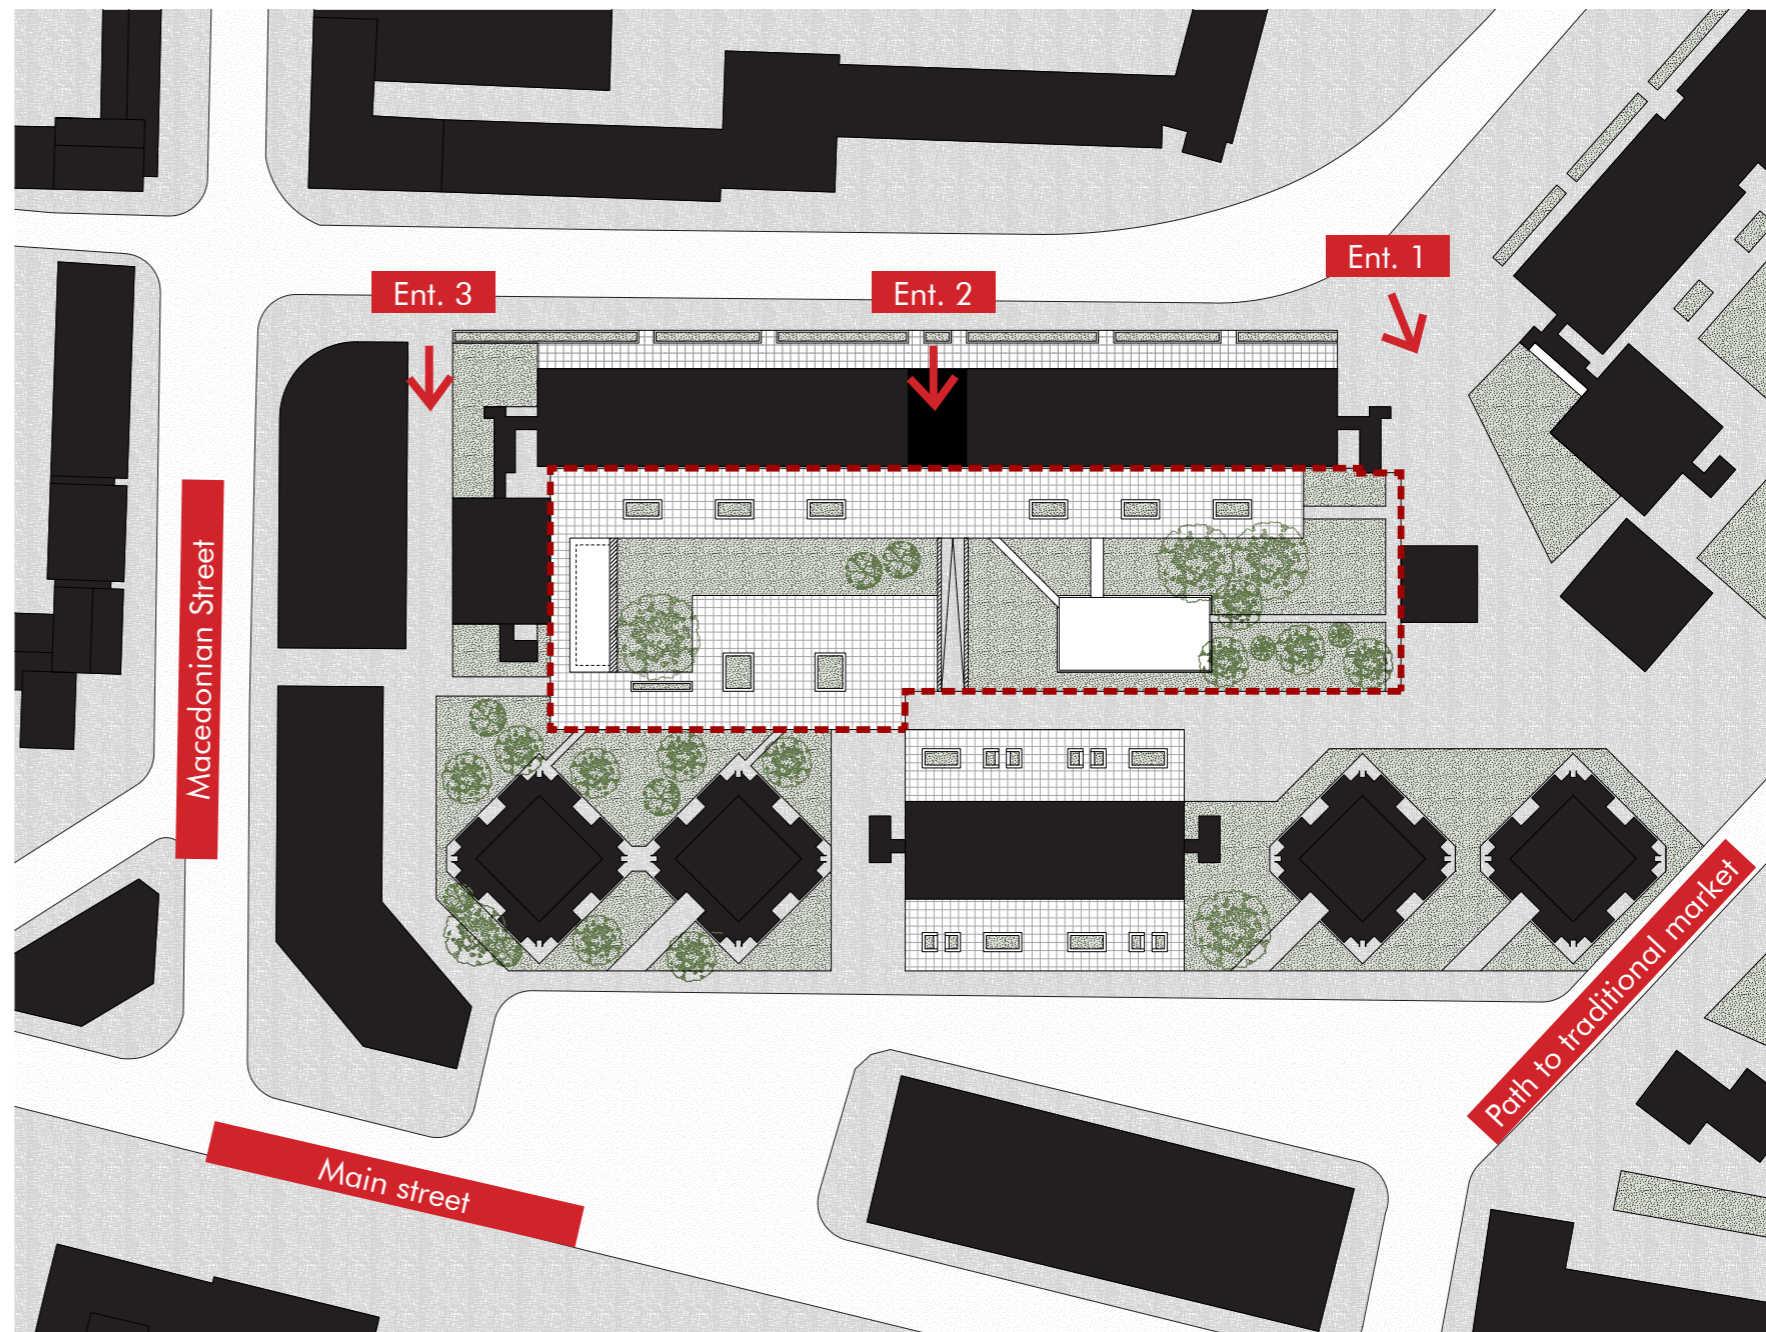 Ent. 1
Ent. 3
Ent. 2
Macedonian Street
Path to traditional market
Main street